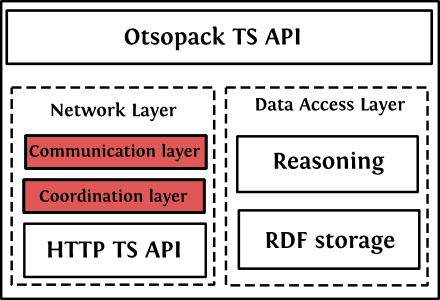 Otsopack TS API
Network Layer
Communication layer
Coordination layer
HTTP TS API
Data Access Layer
Reasoning
RDF storage